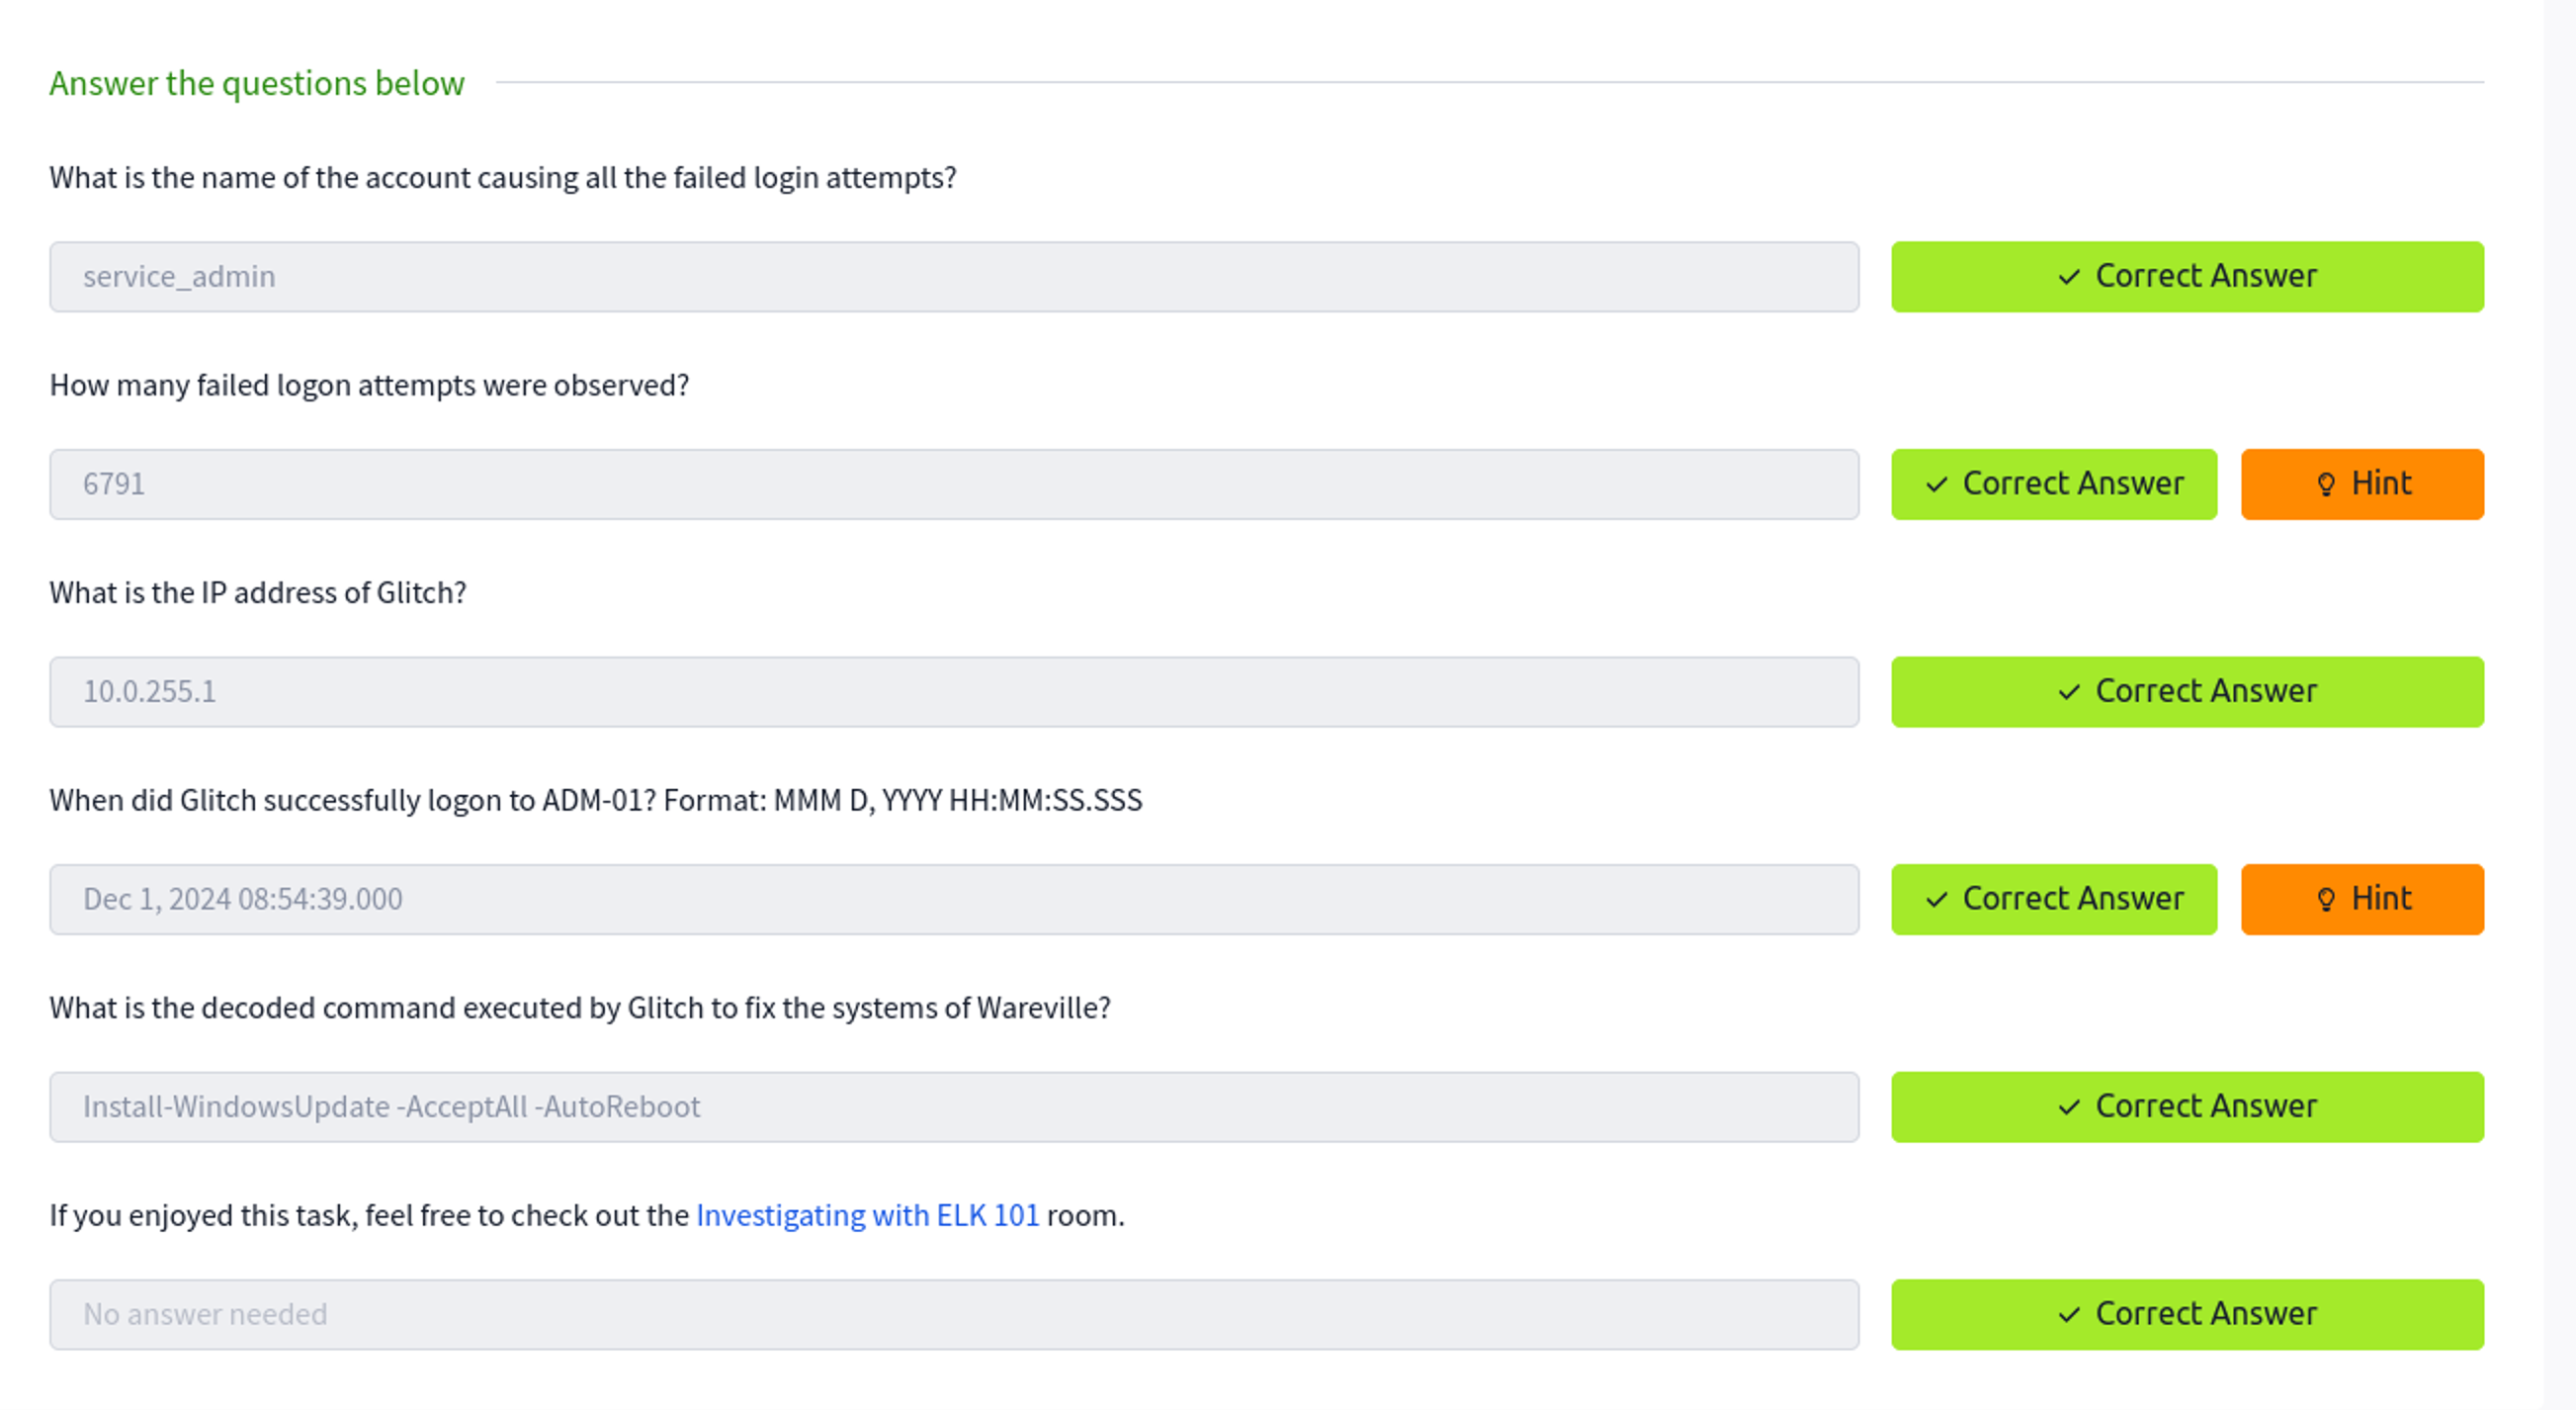 Answer the questions below
What is the name of the account causing all the failed login attempts?
service_admin
Correct Answer
How many failed logon attempts were observed?
6791
Correct Answer
Hint
What is the IP address of Glitch?
10.0.255.1
Correct Answer
When did Glitch successfully logon to ADM-01? Format: MMM D, YYYY HH:MM:SS.SSS
Dec 1, 2024 08:54:39.000
Correct Answer
Hint
What is the decoded command executed by Glitch to fix the systems of Wareville?
Install-WindowsUpdate -AcceptAll -AutoReboot
Correct Answer
If you enjoyed this task, feel free to check out the Investigating with ELK 101 room.
No answer needed
Correct Answer